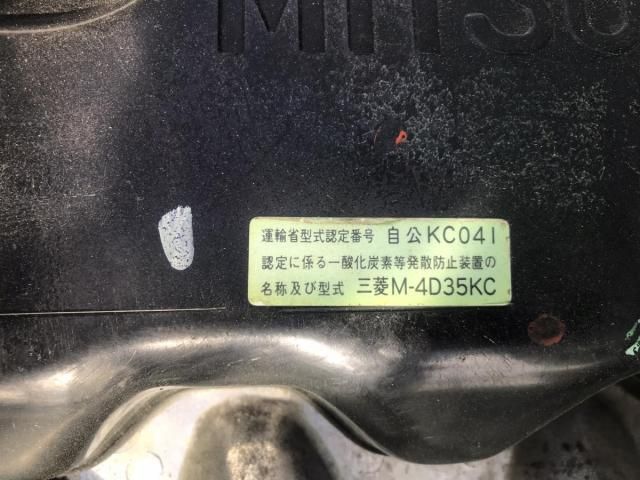 MITSU
運輸省型式認定番号 自公KC041
認定に係る一酸化炭素等発散防止装置の
名称及び型式 三菱M-4D35KC